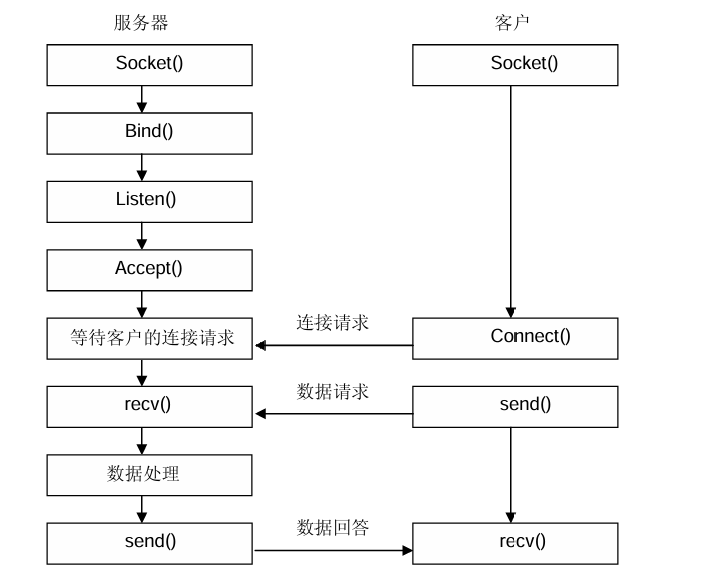 服务器
客户
Socket()
Socket()
Bind()
Listen()
Accept()
等待客户的连接请求
连接请求
Connect()
recv()
数据请求
send()
数据处理
send()
数据回答
recv()